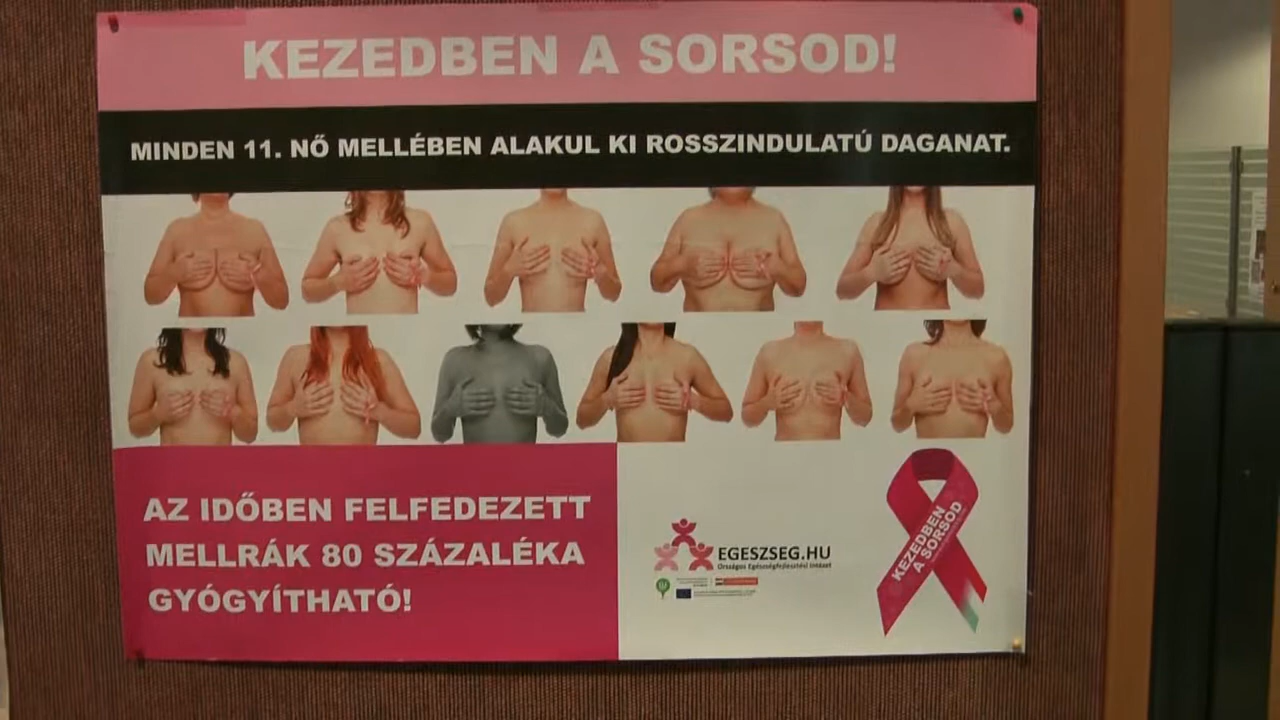 KEZEDBEN A SORSOD!
MINDEN 11. NŐ MELLÉBEN ALAKUL KI ROSSZINDULATÚ DAGANAT.
AZ IDŐBEN FELFEDEZETT
MELLRÁK 80 SZÁZALÉKA
GYÓGYÍTHATÓ!
EGESZSEG.HU
Országos Egészségfejlesztési Intézet
KEZEDBEN
A SORSOD